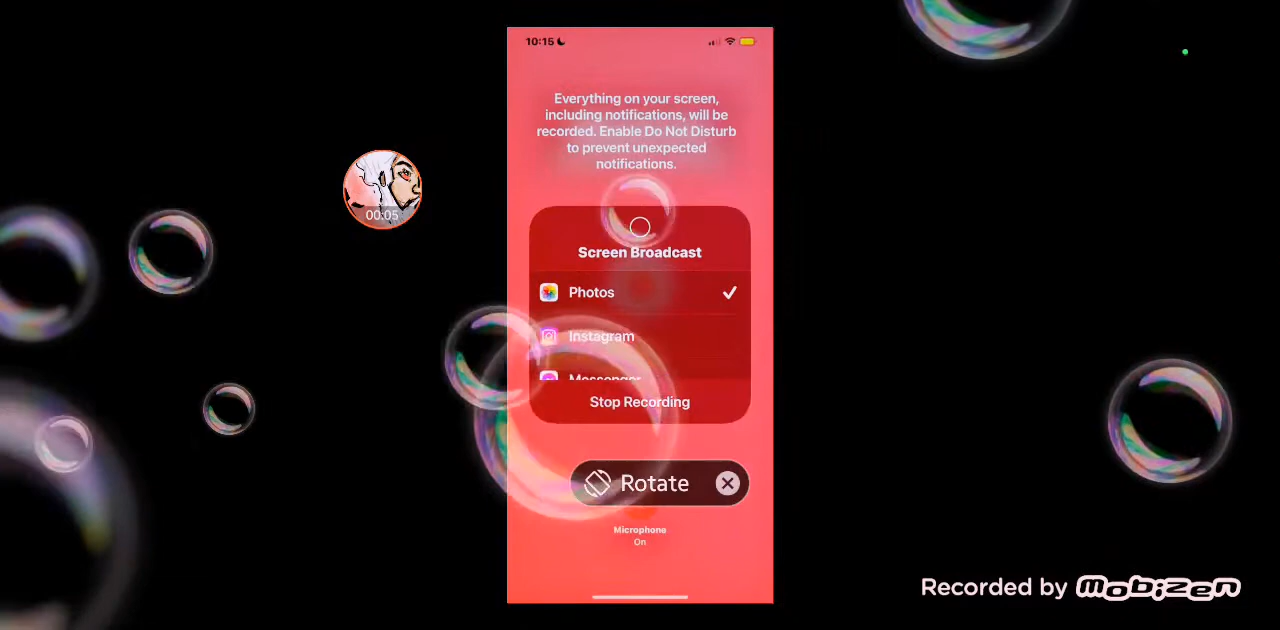 10:15
Everything on your screen,
including notifications, will be
recorded. Enable Do Not Disturb
to prevent unexpected
notifications.
00:05
Screen Broadcast
Photos
Instagram
Messenger
Stop Recording
Rotate
Microphone
On
Recorded by mobizen